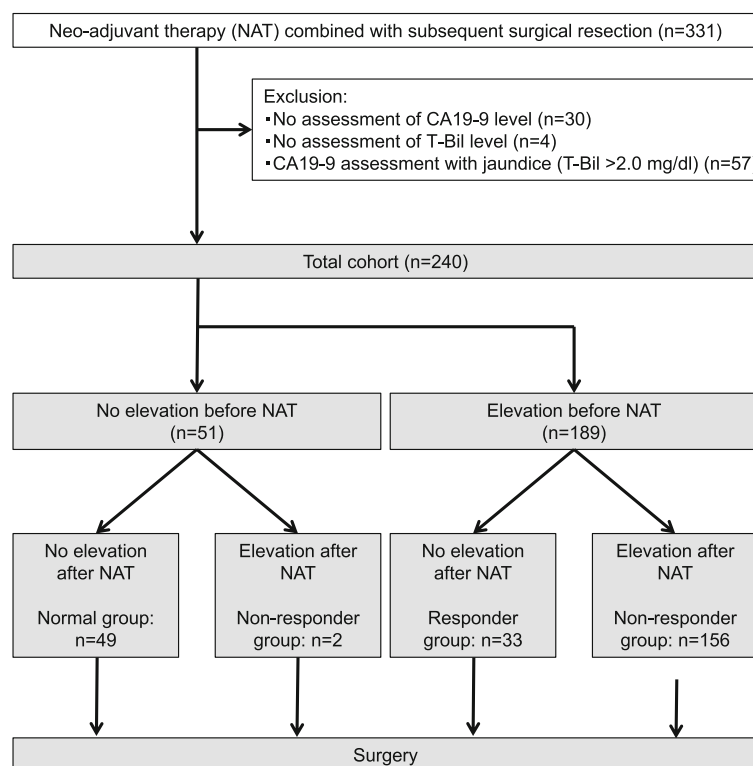 Neo-adjuvant therapy (NAT) combined with subsequent surgical resection (n=331)
Exclusion:
▪No assessment of CA19-9 level (n=30)
▪No assessment of T-Bil level (n=4)
▪CA19-9 assessment with jaundice (T-Bil >2.0 mg/dl) (n=57)
Total cohort (n=240)
No elevation before NAT
(n=51)
Elevation before NAT
(n=189)
No elevation
after NAT
Normal group:
n=49
Elevation after
NAT
Non-responder
group: n=2
No elevation
after NAT
Responder
group: n=33
Elevation after
NAT
Non-responder
group: n=156
Surgery